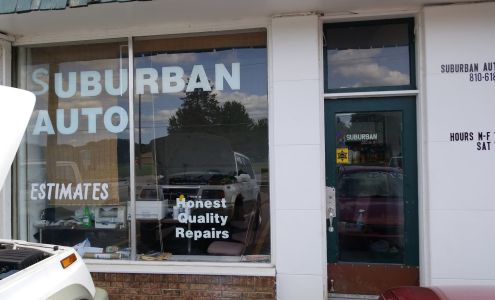 SUBURBAN
AUTO
ESTIMATES
Honest
Quality
Repairs
SUBURBAN
SUBURBAN AUT
810-618
HOURS M-F
SAT